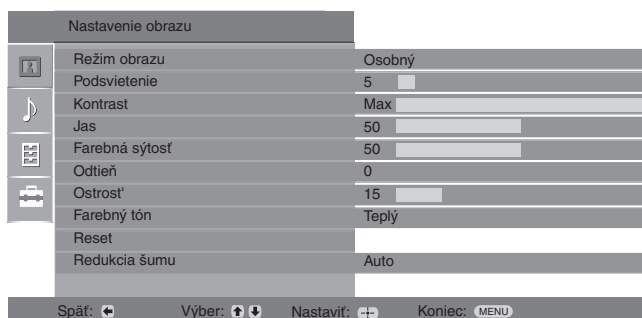 Nastavenie obrazu
Režim obrazu Osobný
Podsvietenie 5
Kontrast Max
Jas 50
Farebná sýtosť 50
Odtieň 0
Ostrost' 15
Farebný tón Teplý
Reset
Redukcia šumu Auto
Späť: Výber: Nastaviť: Koniec: MENU